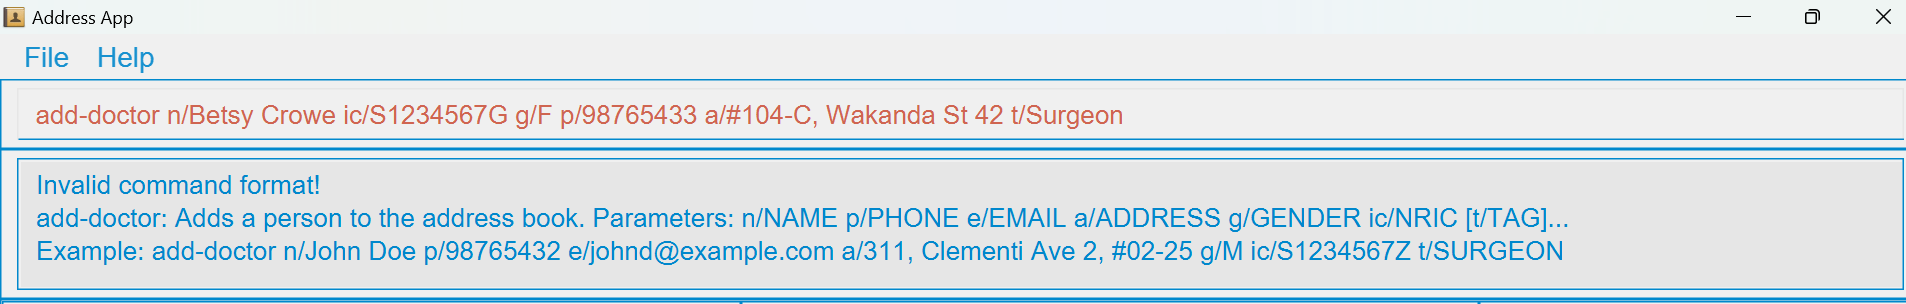 Address App
File Help
add-doctor n/Betsy Crowe ic/S1234567G g/F p/98765433 a/#104-C, Wakanda St 42 t/Surgeon
Invalid command format!
add-doctor: Adds a person to the address book. Parameters: n/NAME p/PHONE e/EMAIL a/ADDRESS g/GENDER ic/NRIC [t/TAG]...
Example: add-doctor n/John Doe p/98765432 e/johnd@example.com a/311, Clementi Ave 2, #02-25 g/M ic/S1234567Z t/SURGEON